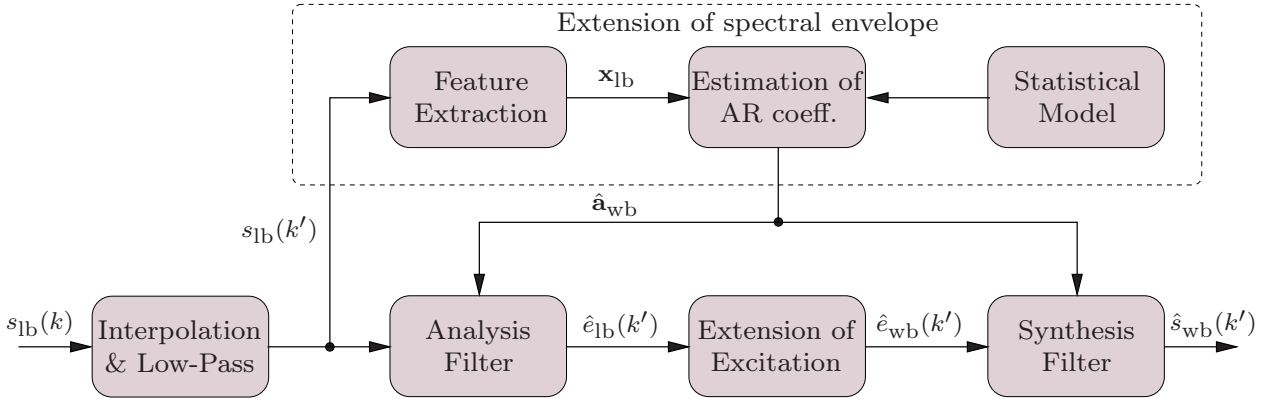 Extension of spectral envelope
Feature
Extraction
x_lb
Estimation of
AR coeff.
Statistical
Model
â_wb
s_lb(k′)
s_lb(k)
Interpolation
& Low-Pass
Analysis
Filter
ê_lb(k′)
Extension of
Excitation
ê_wb(k′)
Synthesis
Filter
ŝ_wb(k′)